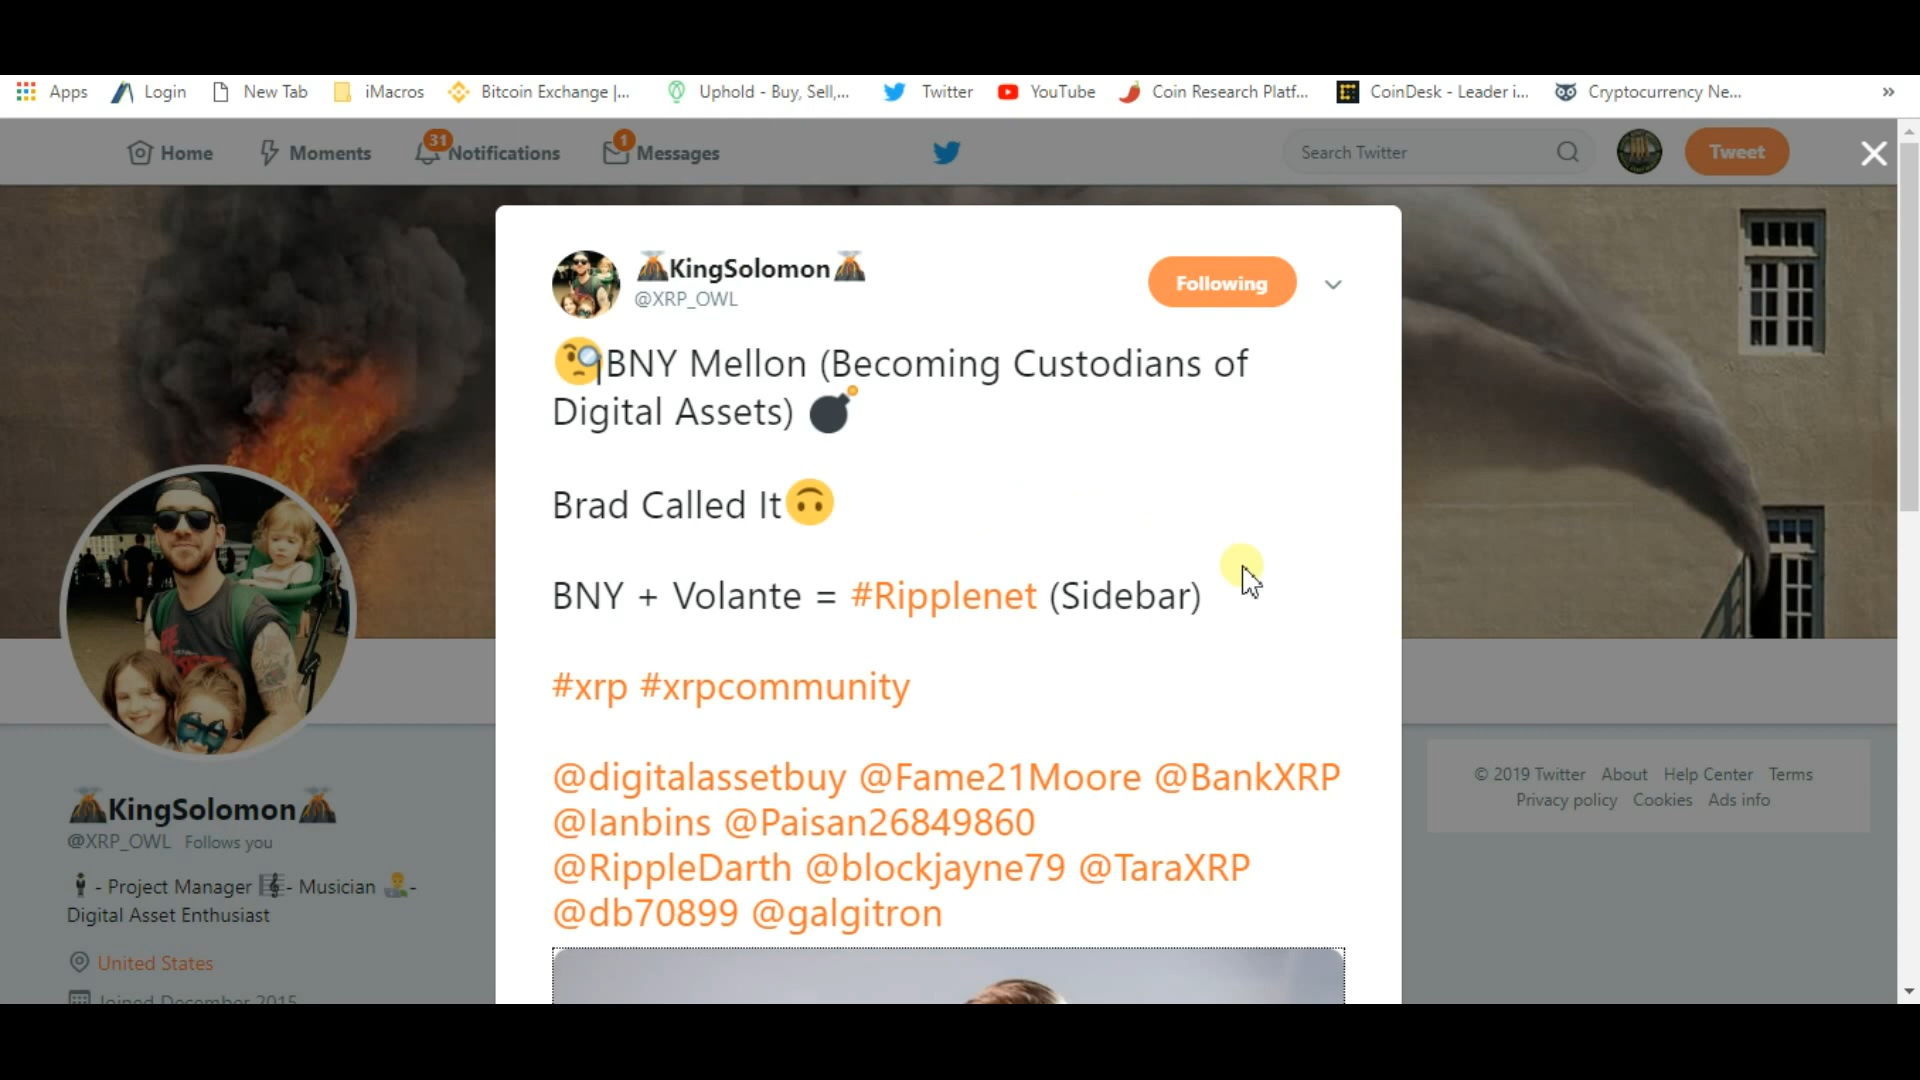 Apps Login New Tab iMacros Bitcoin Exchange |... Uphold - Buy, Sell,... Twitter YouTube Coin Research Platf... CoinDesk - Leader i... Cryptocurrency Ne... »
Home Moments 31 Notifications 1 Messages Search Twitter Tweet
🌋KingSolomon🌋
@XRP_OWL
Following
🧐BNY Mellon (Becoming Custodians of
Digital Assets) 💣
Brad Called It🙃
BNY + Volante = #Ripplenet (Sidebar)
#xrp #xrpcommunity
@digitalassetbuy @Fame21Moore @BankXRP
@Ianbins @Paisan26849860
@RippleDarth @blockjayne79 @TaraXRP
@db70899 @galgitron
🌋KingSolomon🌋
@XRP_OWL Follows you
🕴- Project Manager 🎼- Musician 👨‍💻-
Digital Asset Enthusiast
United States
Joined December 2015
© 2019 Twitter About Help Center Terms
Privacy policy Cookies Ads info